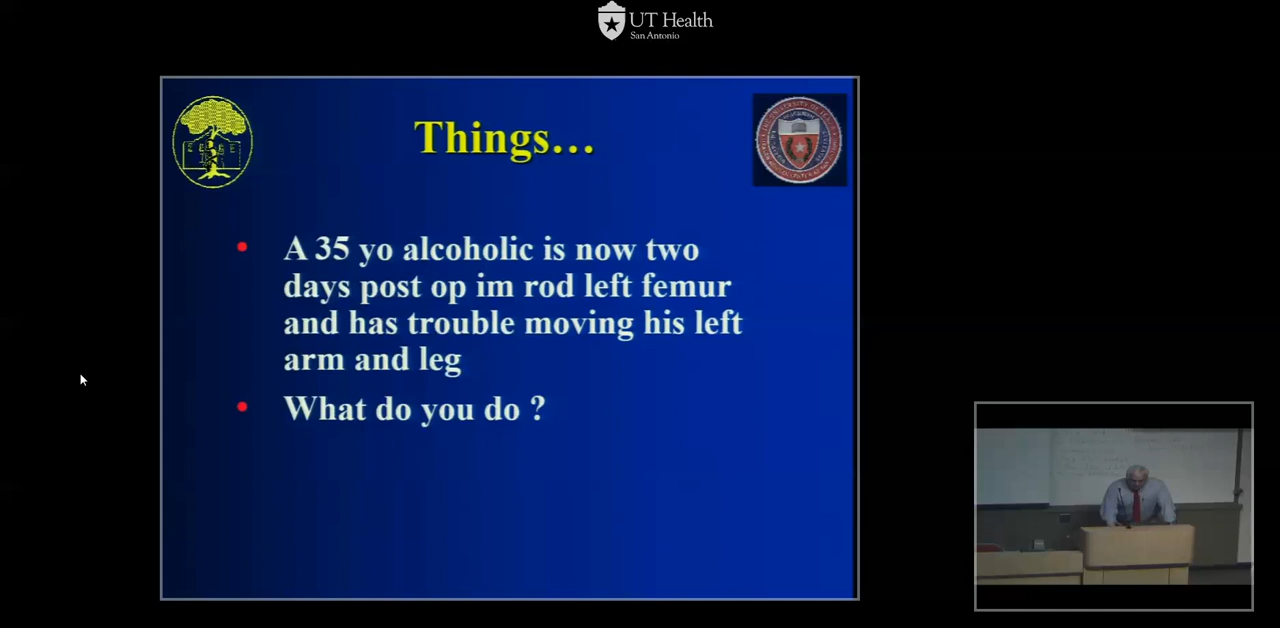 UT Health
San Antonio
Things...
• A 35 yo alcoholic is now two
days post op im rod left femur
and has trouble moving his left
arm and leg
• What do you do ?